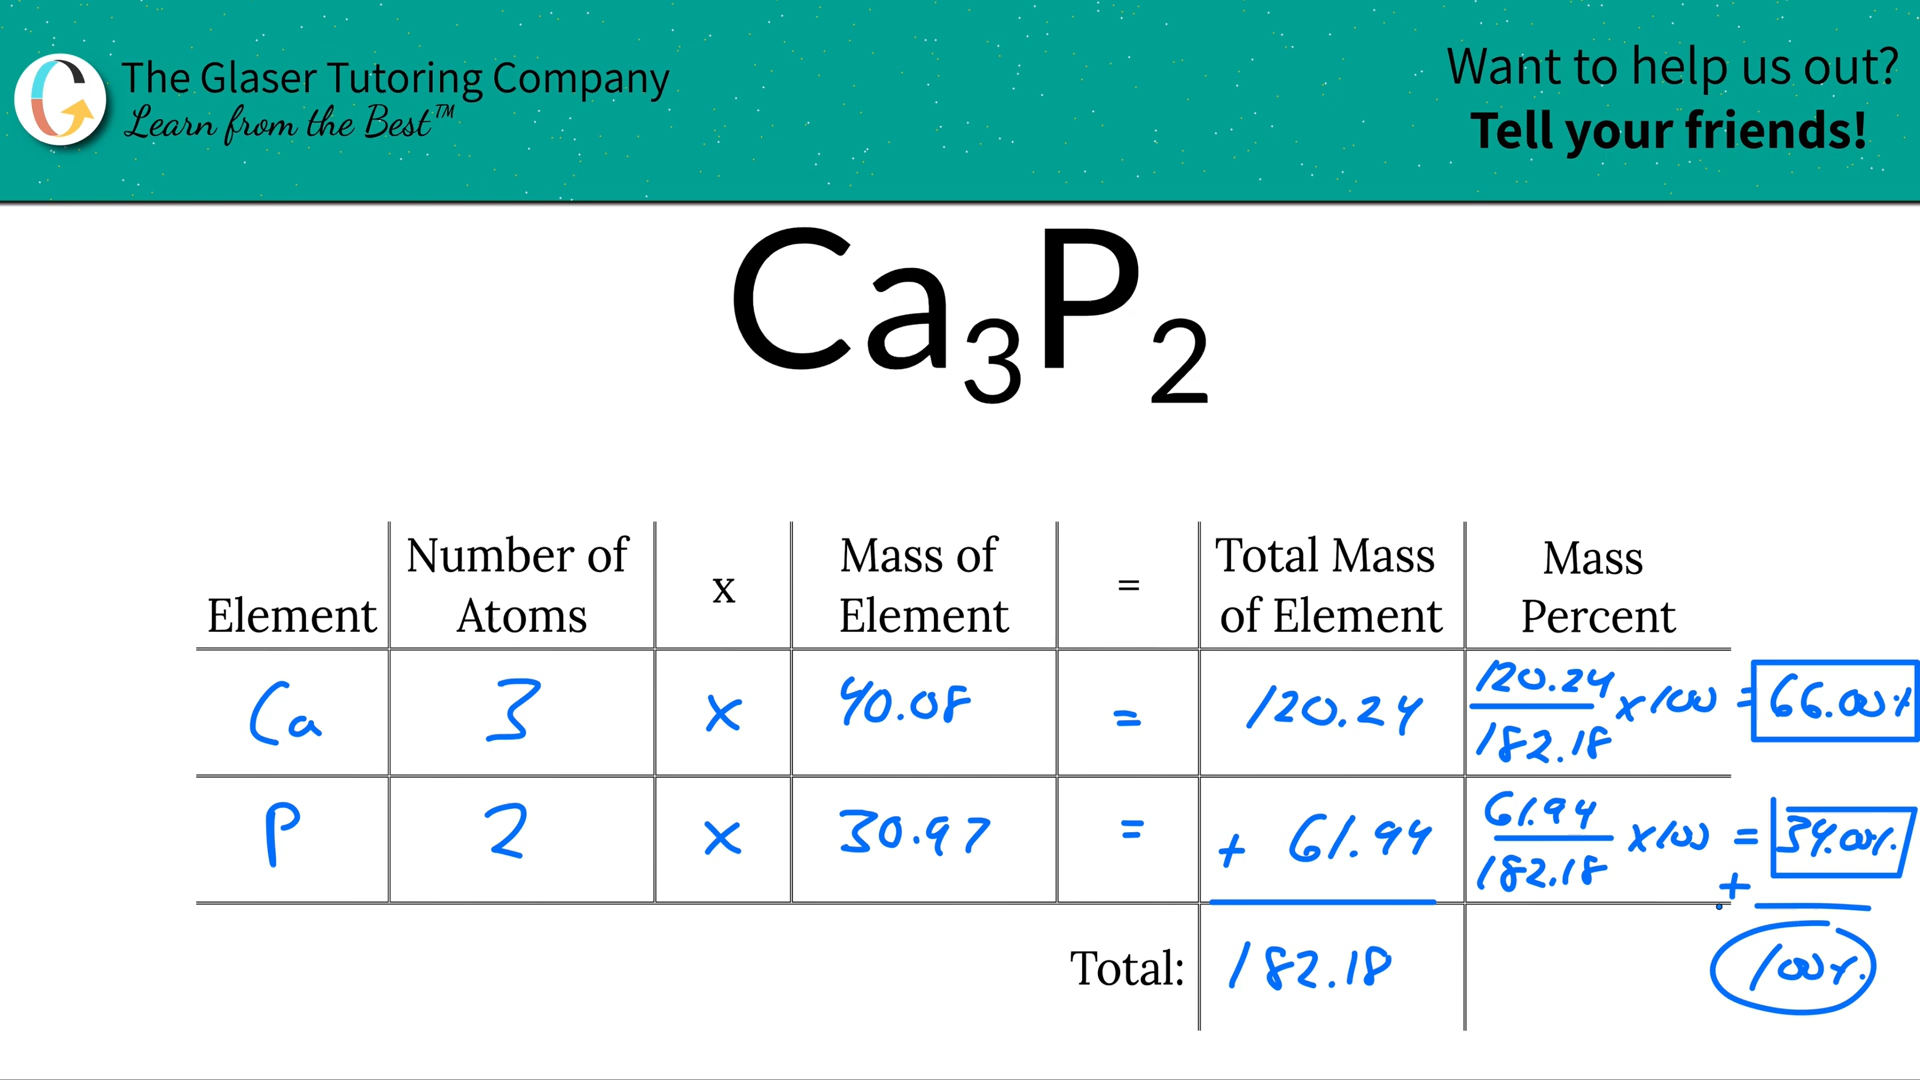 The Glaser Tutoring Company
Learn from the Best™
Want to help us out?
Tell your friends!
Ca₃P₂
Element Number of Atoms x Mass of Element = Total Mass of Element Mass Percent
Ca 3 x 40.08 = 120.24 120.24/182.18 x100 = 66.00%
P 2 x 30.97 = + 61.94 61.94/182.18 x100 = 34.00%
+
Total: 182.18 100%